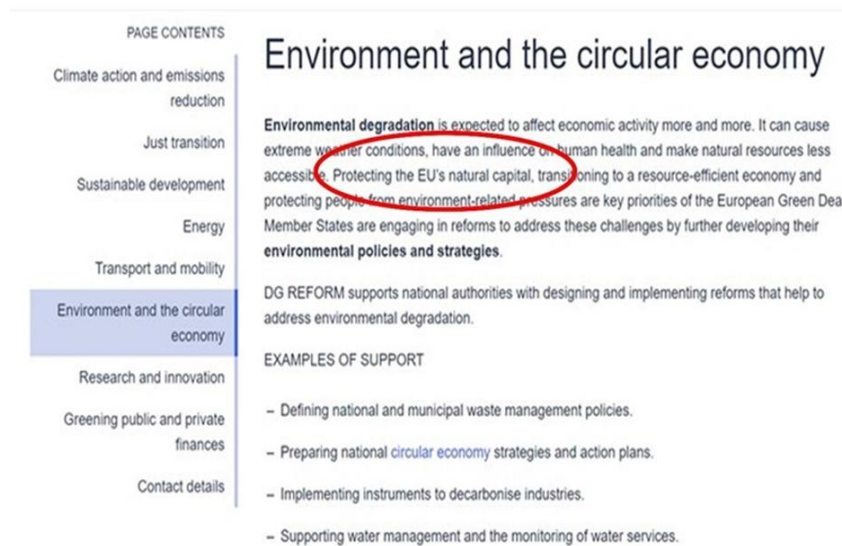 PAGE CONTENTS
Climate action and emissions
reduction
Just transition
Sustainable development
Energy
Transport and mobility
Environment and the circular
economy
Research and innovation
Greening public and private
finances
Contact details
Environment and the circular economy
Environmental degradation is expected to affect economic activity more and more. It can cause
extreme weather conditions, have an influence on human health and make natural resources less
accessible. Protecting the EU's natural capital, transitioning to a resource-efficient economy and
protecting people from environment-related pressures are key priorities of the European Green Dea
Member States are engaging in reforms to address these challenges by further developing their
environmental policies and strategies.
DG REFORM supports national authorities with designing and implementing reforms that help to
address environmental degradation.
EXAMPLES OF SUPPORT
– Defining national and municipal waste management policies.
– Preparing national circular economy strategies and action plans.
– Implementing instruments to decarbonise industries.
– Supporting water management and the monitoring of water services.